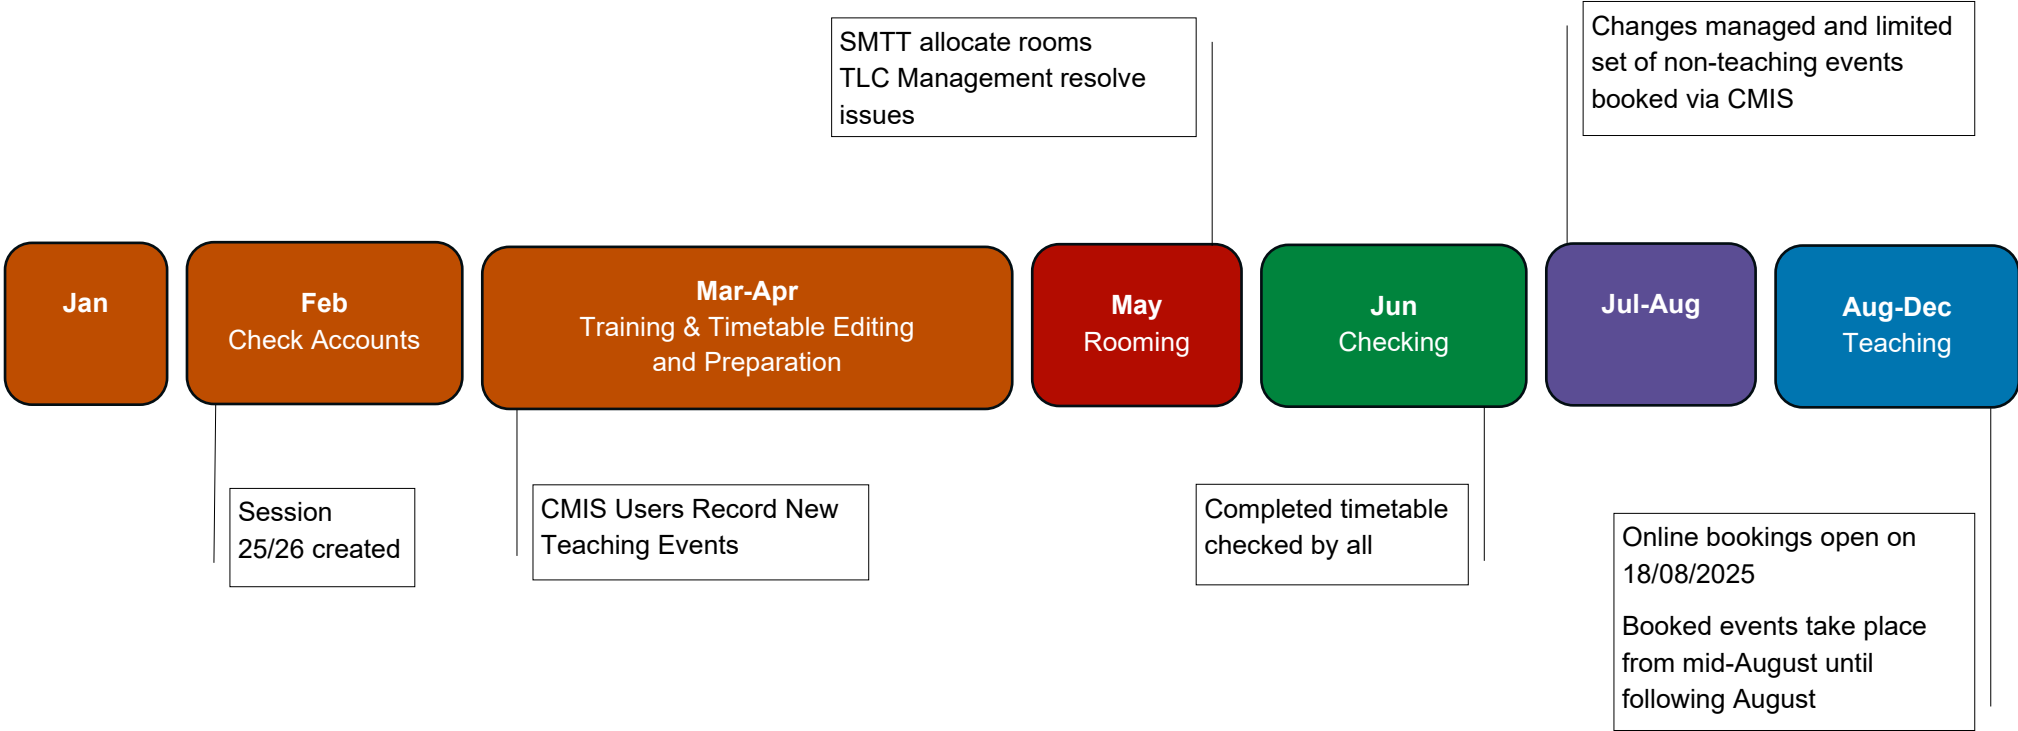 SMTT allocate rooms
TLC Management resolve
issues
Changes managed and limited
set of non-teaching events
booked via CMIS
Jan
Feb
Check Accounts
Mar-Apr
Training & Timetable Editing
and Preparation
May
Rooming
Jun
Checking
Jul-Aug
Aug-Dec
Teaching
Session
25/26 created
CMIS Users Record New
Teaching Events
Completed timetable
checked by all
Online bookings open on
18/08/2025
Booked events take place
from mid-August until
following August